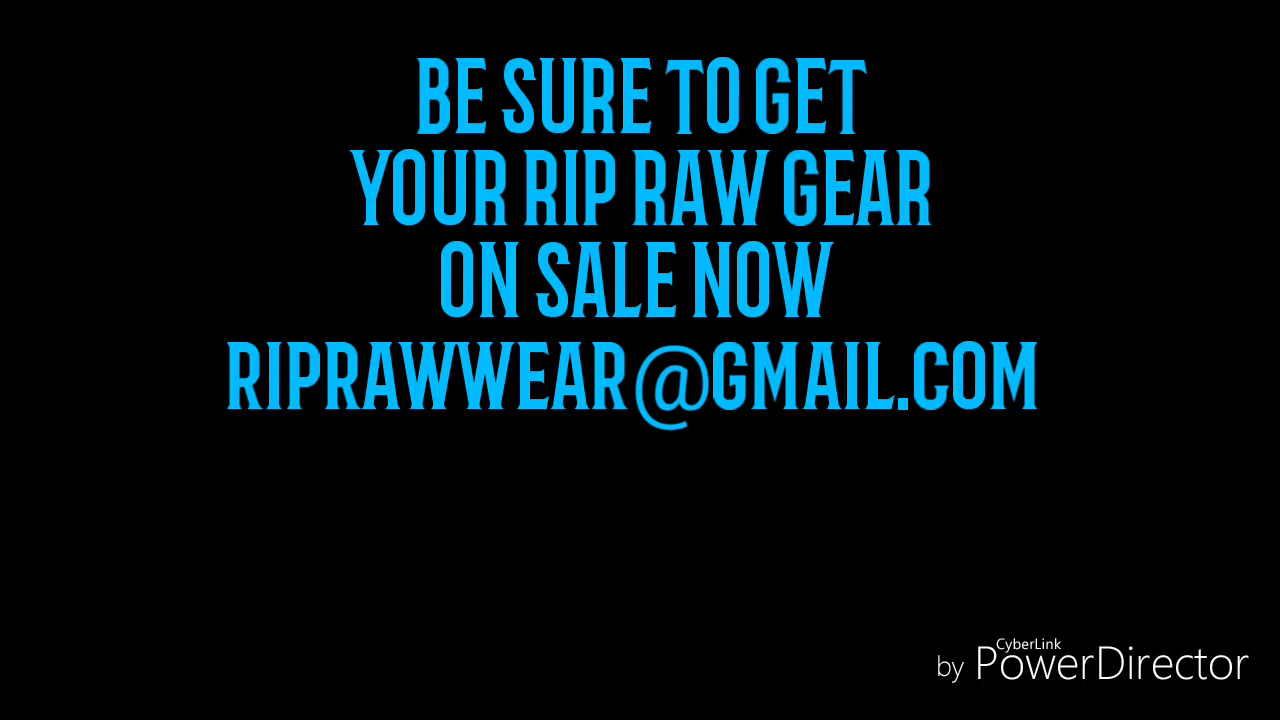 BE SURE TO GET
YOUR RIP RAW GEAR
ON SALE NOW
RIPRAWWEAR@GMAIL.COM
CyberLink
by PowerDirector